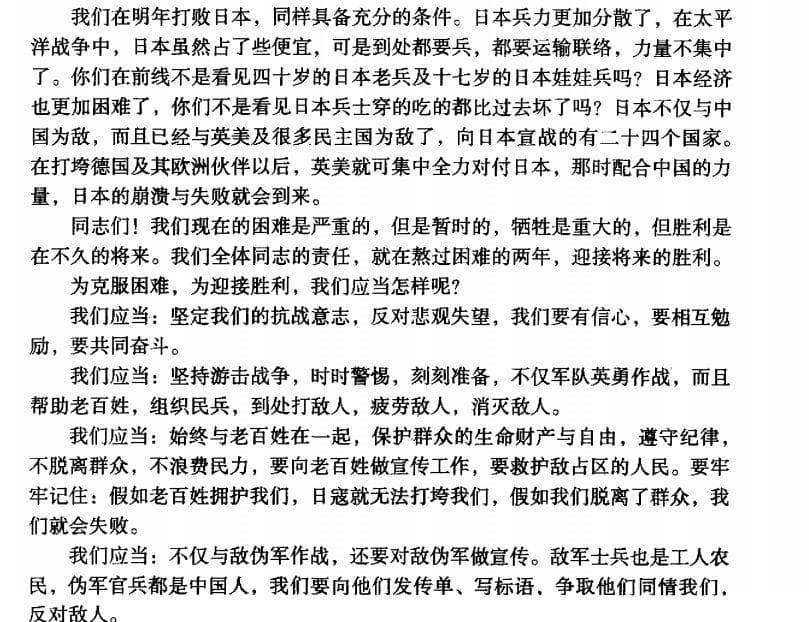 我们在明年打败日本，同样具备充分的条件。日本兵力更加分散了，在太平
洋战争中，日本虽然占了些便宜，可是到处都要兵，都要运输联络，力量不集中
了。你们在前线不是看见四十岁的日本老兵及十七岁的日本娃娃兵吗？日本经济
也更加困难了，你们不是看见日本兵士穿的吃的都比过去坏了吗？日本不仅与中
国为敌，而且已经与英美及很多民主国为敌了，向日本宣战的有二十四个国家。
在打垮德国及其欧洲伙伴以后，英美就可集中全力对付日本，那时配合中国的力
量，日本的崩溃与失败就会到来。
同志们！我们现在的困难是严重的，但是暂时的，牺牲是重大的，但胜利是
在不久的将来。我们全体同志的责任，就在熬过困难的两年，迎接将来的胜利。
为克服困难，为迎接胜利，我们应当怎样呢？
我们应当：坚定我们的抗战意志，反对悲观失望，我们要有信心，要相互勉
励，要共同奋斗。
我们应当：坚持游击战争，时时警惕，刻刻准备，不仅军队英勇作战，而且
帮助老百姓，组织民兵，到处打敌人，疲劳敌人，消灭敌人。
我们应当：始终与老百姓在一起，保护群众的生命财产与自由，遵守纪律，
不脱离群众，不浪费民力，要向老百姓做宣传工作，要救护敌占区的人民。要牢
牢记住：假如老百姓拥护我们，日寇就无法打垮我们，假如我们脱离了群众，我
们就会失败。
我们应当：不仅与敌伪军作战，还要对敌伪军做宣传。敌军士兵也是工人农
民，伪军官兵都是中国人，我们要向他们发传单、写标语，争取他们同情我们，
反对敌人。